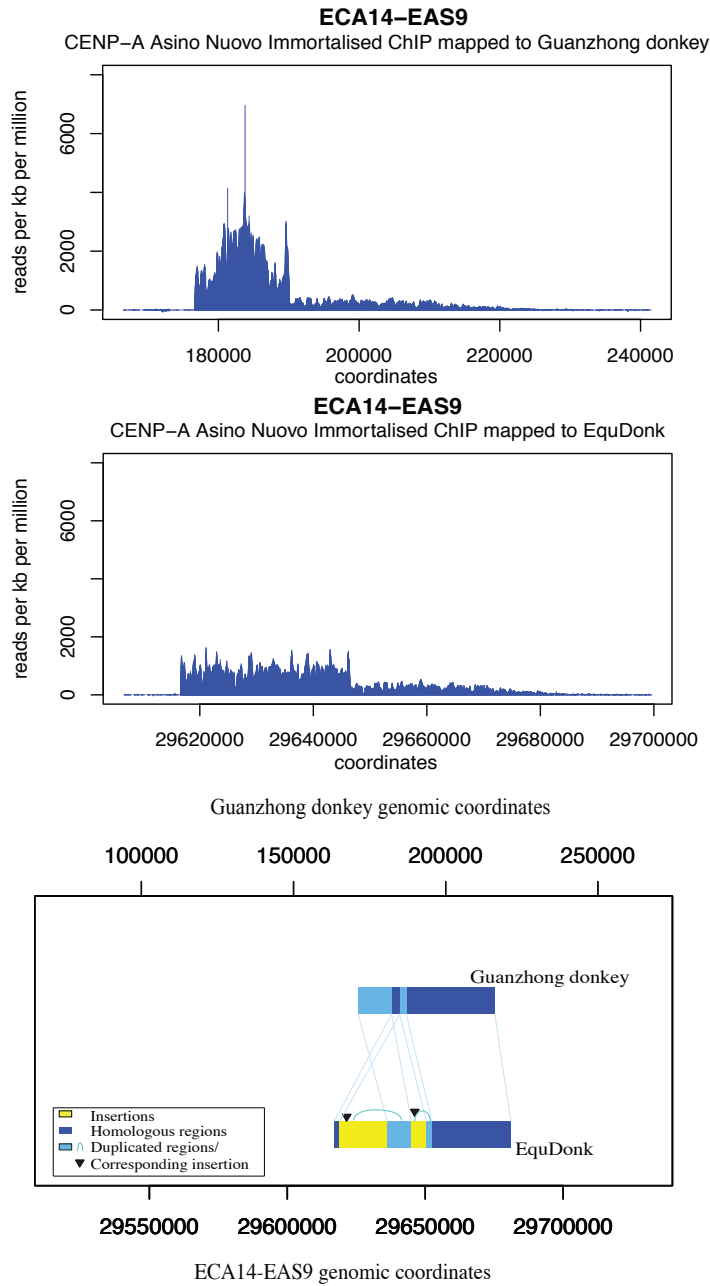 ECA14−EAS9
CENP−A Asino Nuovo Immortalised ChIP mapped to Guanzhong donkey
reads per kb per million
6000
2000
0
180000 200000 220000 240000
coordinates
ECA14−EAS9
CENP−A Asino Nuovo Immortalised ChIP mapped to EquDonk
reads per kb per million
6000
2000
0
29620000 29640000 29660000 29680000 29700000
coordinates
Guanzhong donkey genomic coordinates
100000 150000 200000 250000
Guanzhong donkey
Insertions
Homologous regions
Duplicated regions/
Corresponding insertion
EquDonk
29550000 29600000 29650000 29700000
ECA14-EAS9 genomic coordinates